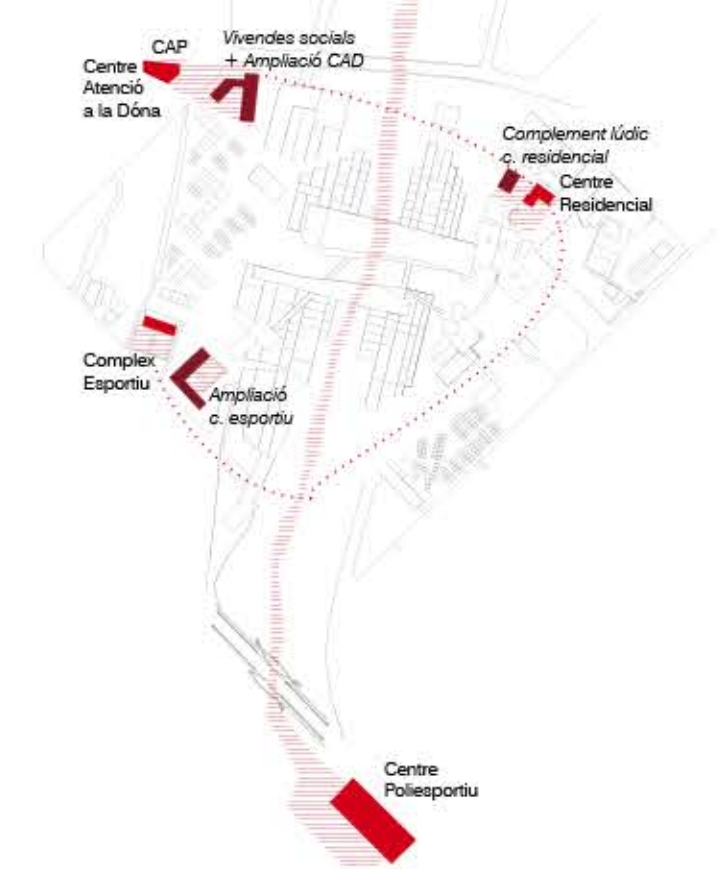 CAP
Centre
Atenció
a la Dóna
Vivendes socials
+ Ampliació CAD
Complement lúdic
c. residencial
Centre
Residencial
Complex
Esportiu
Ampliació
c. esportiu
Centre
Poliesportiu